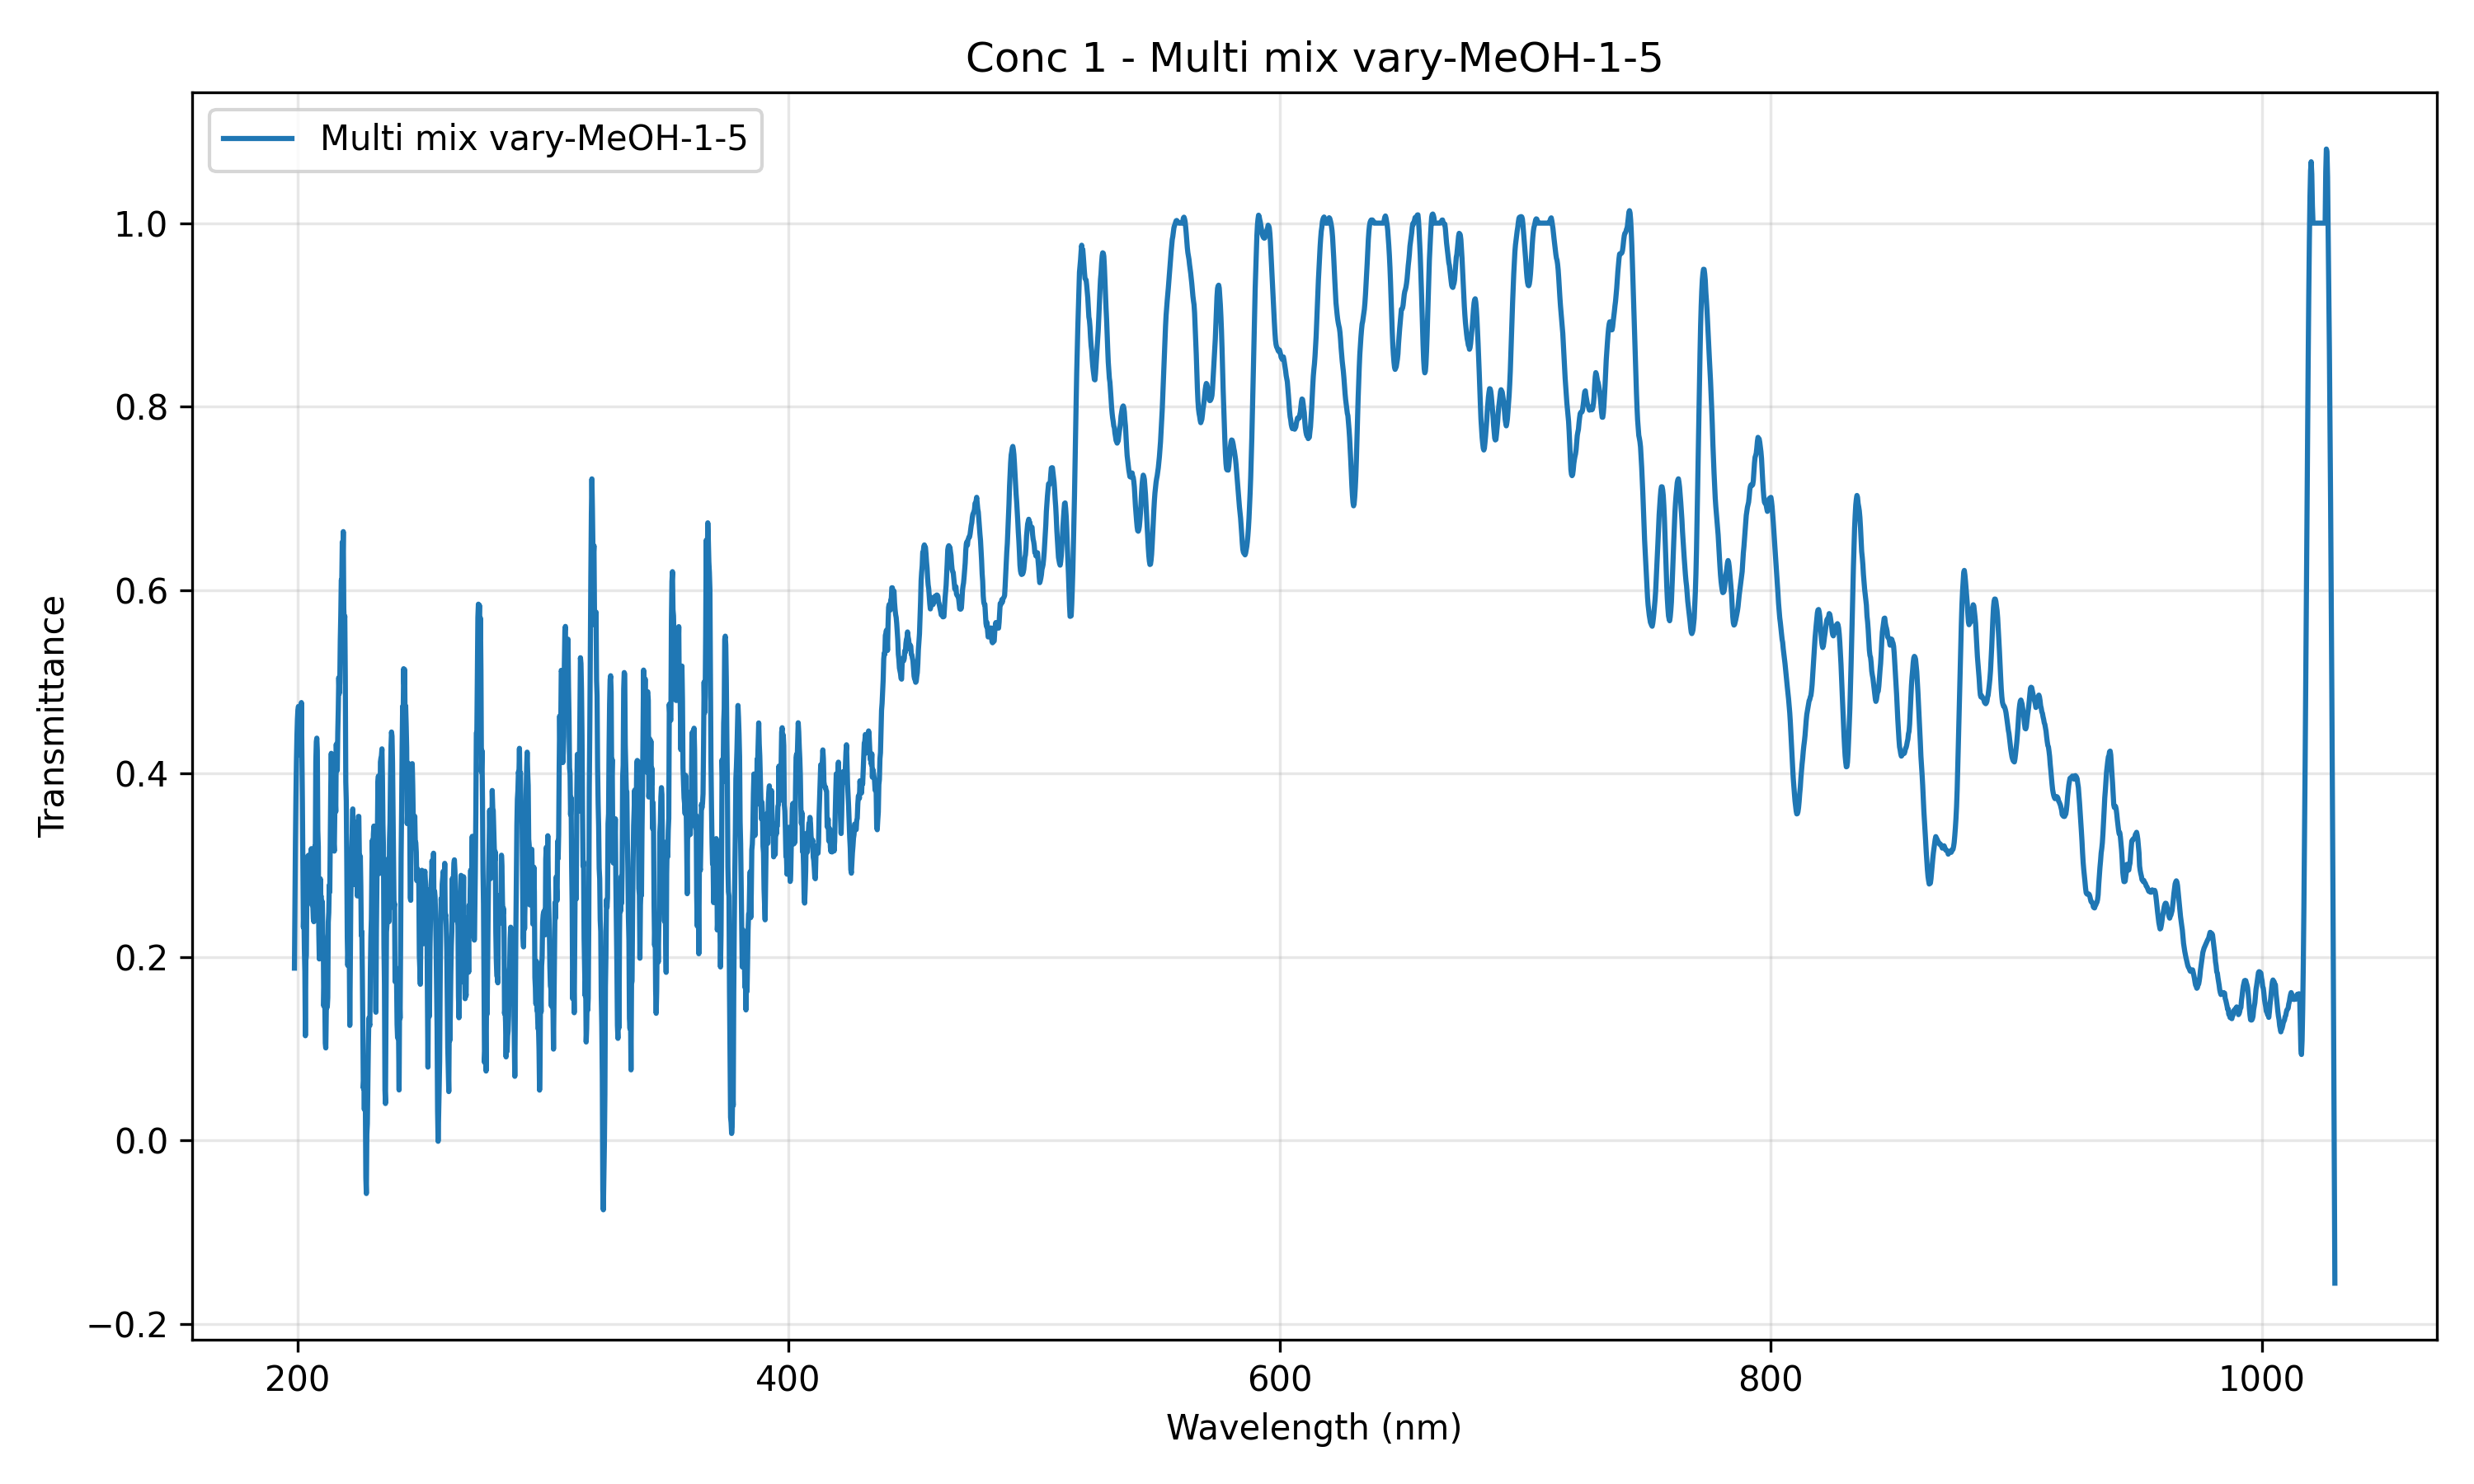 Conc 1 - Multi mix vary-MeOH-1-5
Multi mix vary-MeOH-1-5
Transmittance
1.0
0.8
0.6
0.4
0.2
0.0
−0.2
200 400 600 800 1000
Wavelength (nm)